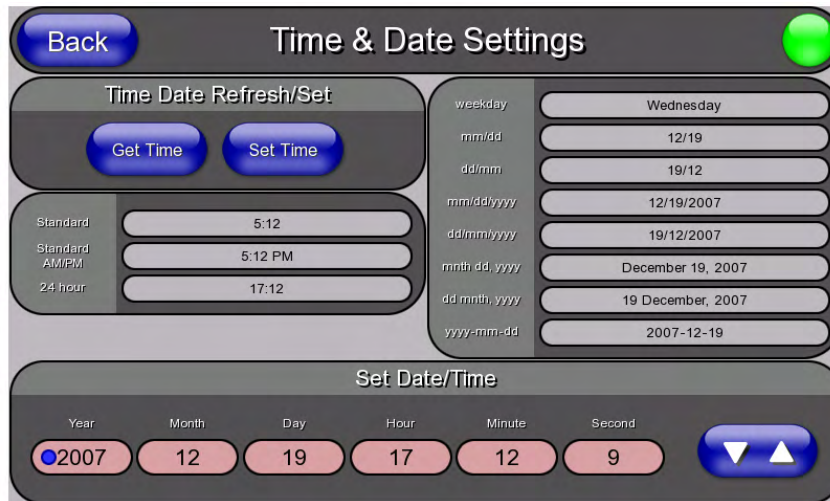 Back
Time & Date Settings
Time Date Refresh/Set
Get Time
Set Time
Standard
5:12
Standard
AM/PM
5:12 PM
24 hour
17:12
weekday
Wednesday
mm/dd
12/19
dd/mm
19/12
mm/dd/yyyy
12/19/2007
dd/mm/yyyy
19/12/2007
mnth dd, yyyy
December 19, 2007
dd mnth, yyyy
19 December, 2007
yyyy-mm-dd
2007-12-19
Set Date/Time
Year
Month
Day
Hour
Minute
Second
2007
12
19
17
12
9